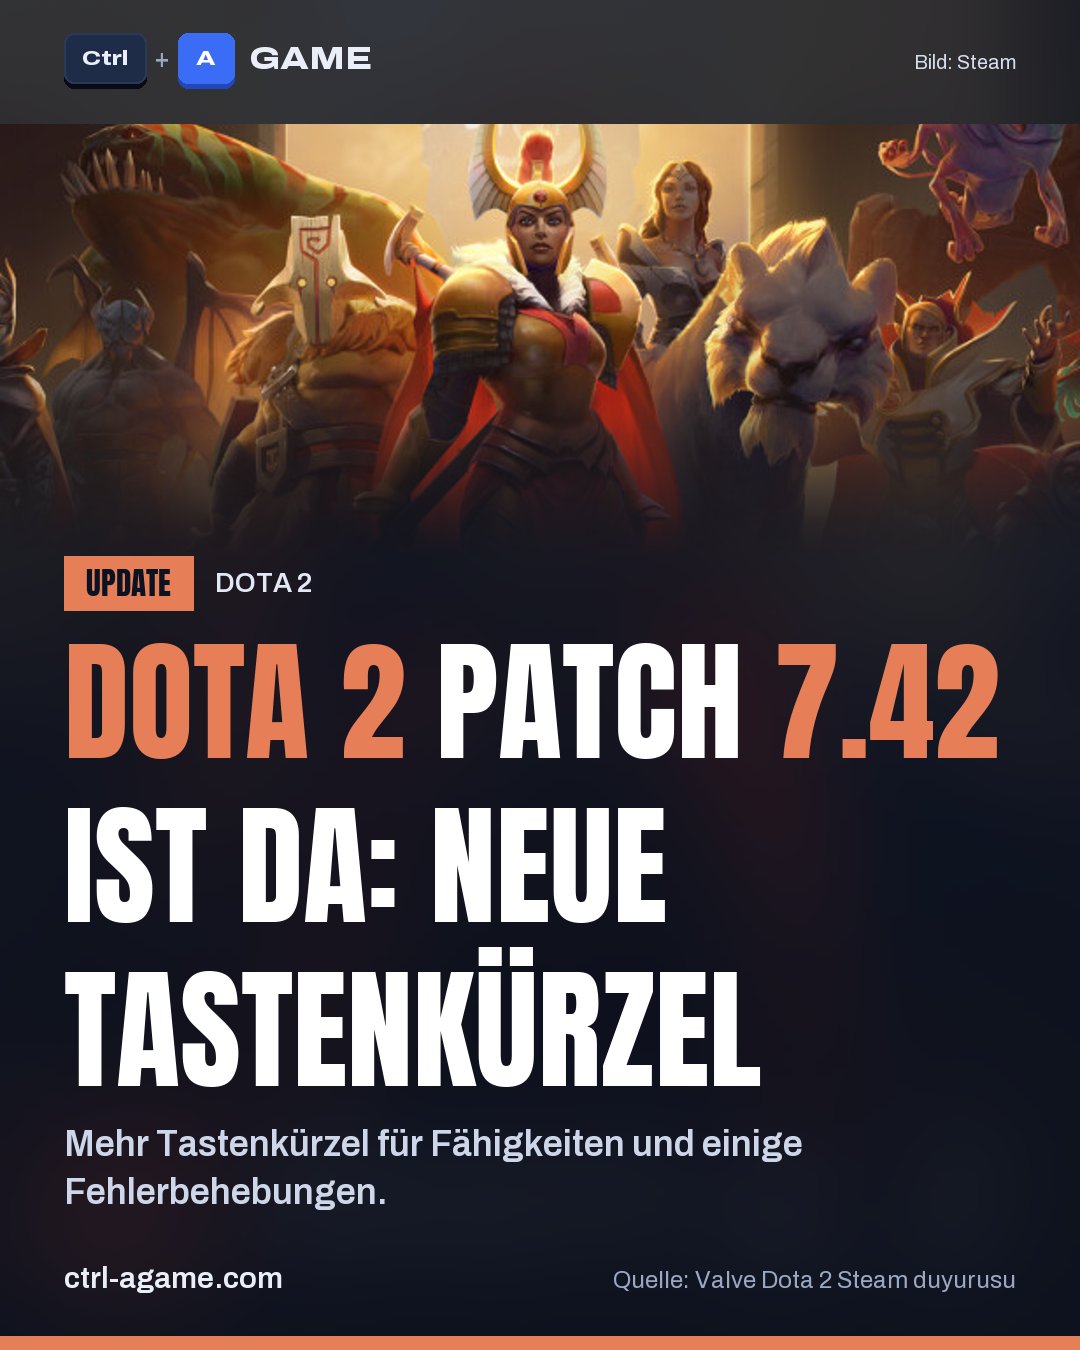 Ctrl + A GAME
Bild: Steam
UPDATE DOTA 2
DOTA 2 PATCH 7.42
IST DA: NEUE
TASTENKÜRZEL
Mehr Tastenkürzel für Fähigkeiten und einige
Fehlerbehebungen.
ctrl-agame.com
Quelle: Valve Dota 2 Steam duyurusu